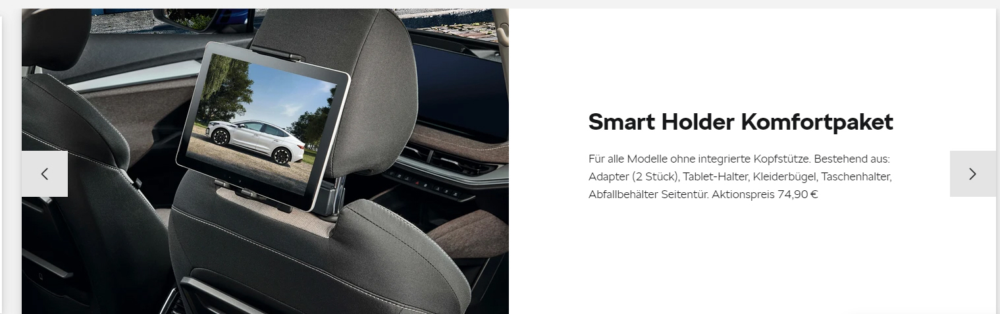 Smart Holder Komfortpaket
Für alle Modelle ohne integrierte Kopfstütze. Bestehend aus:
Adapter (2 Stück), Tablet-Halter, Kleiderbügel, Taschenhalter,
Abfallbehälter Seitentür. Aktionspreis 74,90 €